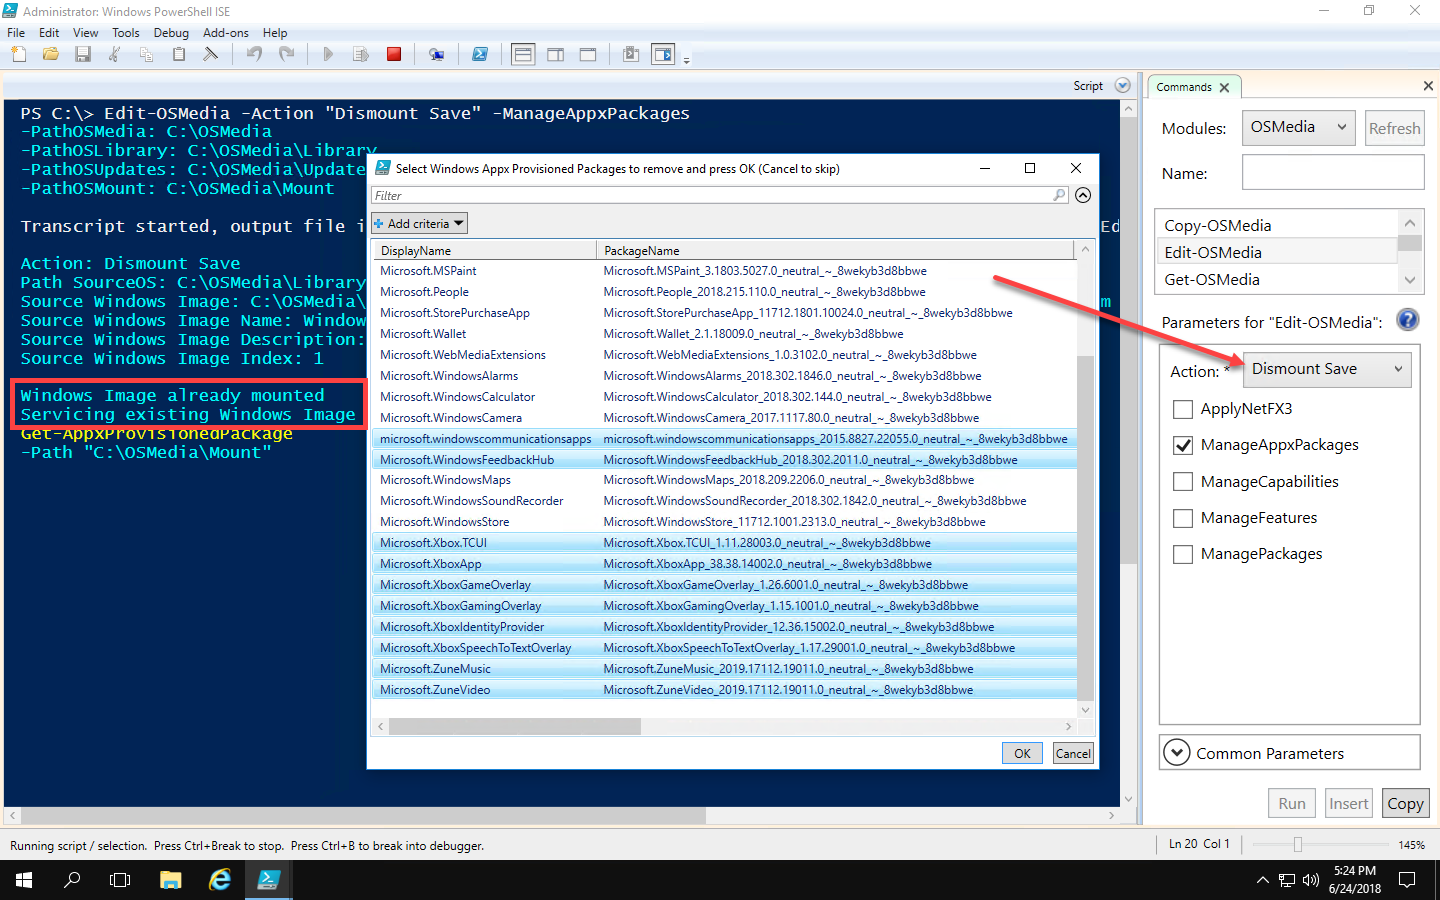 Administrator: Windows PowerShell ISE
File Edit View Tools Debug Add-ons Help
Script
PS C:\> Edit-OSMedia -Action "Dismount Save" -ManageAppxPackages
-PathOSMedia: C:\OSMedia
-PathOSLibrary: C:\OSMedia\Library
-PathOSUpdates: C:\OSMedia\Update
-PathOSMount: C:\OSMedia\Mount
Transcript started, output file i
Ed
Action: Dismount Save
Path SourceOS: C:\OSMedia\Library
Source Windows Image: C:\OSMedia\
m
Source Windows Image Name: Window
Source Windows Image Description:
Source Windows Image Index: 1
Windows Image already mounted
Servicing existing Windows Image
Get-AppxProvisionedPackage
-Path "C:\OSMedia\Mount"
Select Windows Appx Provisioned Packages to remove and press OK (Cancel to skip)
Filter
Add criteria
DisplayName PackageName
Microsoft.MSPaint Microsoft.MSPaint_3.1803.5027.0_neutral_~_8wekyb3d8bbwe
Microsoft.People Microsoft.People_2018.215.110.0_neutral_~_8wekyb3d8bbwe
Microsoft.StorePurchaseApp Microsoft.StorePurchaseApp_11712.1801.10024.0_neutral_~_8wekyb3d8bbwe
Microsoft.Wallet Microsoft.Wallet_2.1.18009.0_neutral_~_8wekyb3d8bbwe
Microsoft.WebMediaExtensions Microsoft.WebMediaExtensions_1.0.3102.0_neutral_~_8wekyb3d8bbwe
Microsoft.WindowsAlarms Microsoft.WindowsAlarms_2018.302.1846.0_neutral_~_8wekyb3d8bbwe
Microsoft.WindowsCalculator Microsoft.WindowsCalculator_2018.302.144.0_neutral_~_8wekyb3d8bbwe
Microsoft.WindowsCamera Microsoft.WindowsCamera_2017.1117.80.0_neutral_~_8wekyb3d8bbwe
microsoft.windowscommunicationsapps microsoft.windowscommunicationsapps_2015.8827.22055.0_neutral_~_8wekyb3d8bbwe
Microsoft.WindowsFeedbackHub Microsoft.WindowsFeedbackHub_2018.302.2011.0_neutral_~_8wekyb3d8bbwe
Microsoft.WindowsMaps Microsoft.WindowsMaps_2018.209.2206.0_neutral_~_8wekyb3d8bbwe
Microsoft.WindowsSoundRecorder Microsoft.WindowsSoundRecorder_2018.302.1842.0_neutral_~_8wekyb3d8bbwe
Microsoft.WindowsStore Microsoft.WindowsStore_11712.1001.2313.0_neutral_~_8wekyb3d8bbwe
Microsoft.Xbox.TCUI Microsoft.Xbox.TCUI_1.11.28003.0_neutral_~_8wekyb3d8bbwe
Microsoft.XboxApp Microsoft.XboxApp_38.38.14002.0_neutral_~_8wekyb3d8bbwe
Microsoft.XboxGameOverlay Microsoft.XboxGameOverlay_1.26.6001.0_neutral_~_8wekyb3d8bbwe
Microsoft.XboxGamingOverlay Microsoft.XboxGamingOverlay_1.15.1001.0_neutral_~_8wekyb3d8bbwe
Microsoft.XboxIdentityProvider Microsoft.XboxIdentityProvider_12.36.15002.0_neutral_~_8wekyb3d8bbwe
Microsoft.XboxSpeechToTextOverlay Microsoft.XboxSpeechToTextOverlay_1.17.29001.0_neutral_~_8wekyb3d8bbwe
Microsoft.ZuneMusic Microsoft.ZuneMusic_2019.17112.19011.0_neutral_~_8wekyb3d8bbwe
Microsoft.ZuneVideo Microsoft.ZuneVideo_2019.17112.19011.0_neutral_~_8wekyb3d8bbwe
OK Cancel
Commands
Modules: OSMedia Refresh
Name:
Copy-OSMedia
Edit-OSMedia
Get-OSMedia
Parameters for "Edit-OSMedia":
Action: * Dismount Save
ApplyNetFX3
ManageAppxPackages
ManageCapabilities
ManageFeatures
ManagePackages
Common Parameters
Run Insert Copy
Running script / selection. Press Ctrl+Break to stop. Press Ctrl+B to break into debugger.
Ln 20 Col 1
145%
5:24 PM
6/24/2018